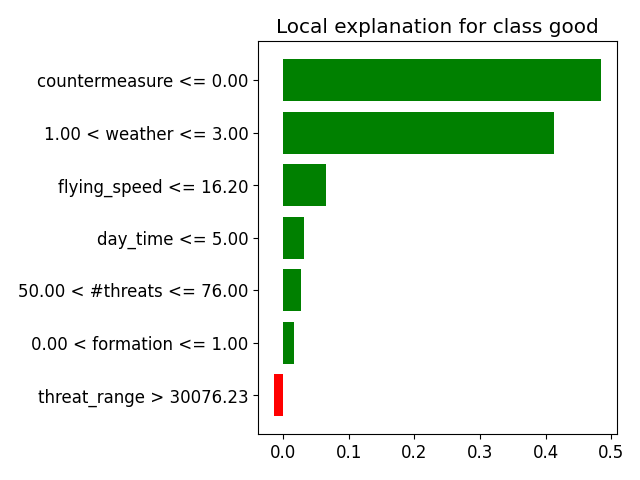 Local explanation for class good
countermeasure <= 0.00
1.00 < weather <= 3.00
flying_speed <= 16.20
day_time <= 5.00
50.00 < #threats <= 76.00
0.00 < formation <= 1.00
threat_range > 30076.23
0.0 0.1 0.2 0.3 0.4 0.5